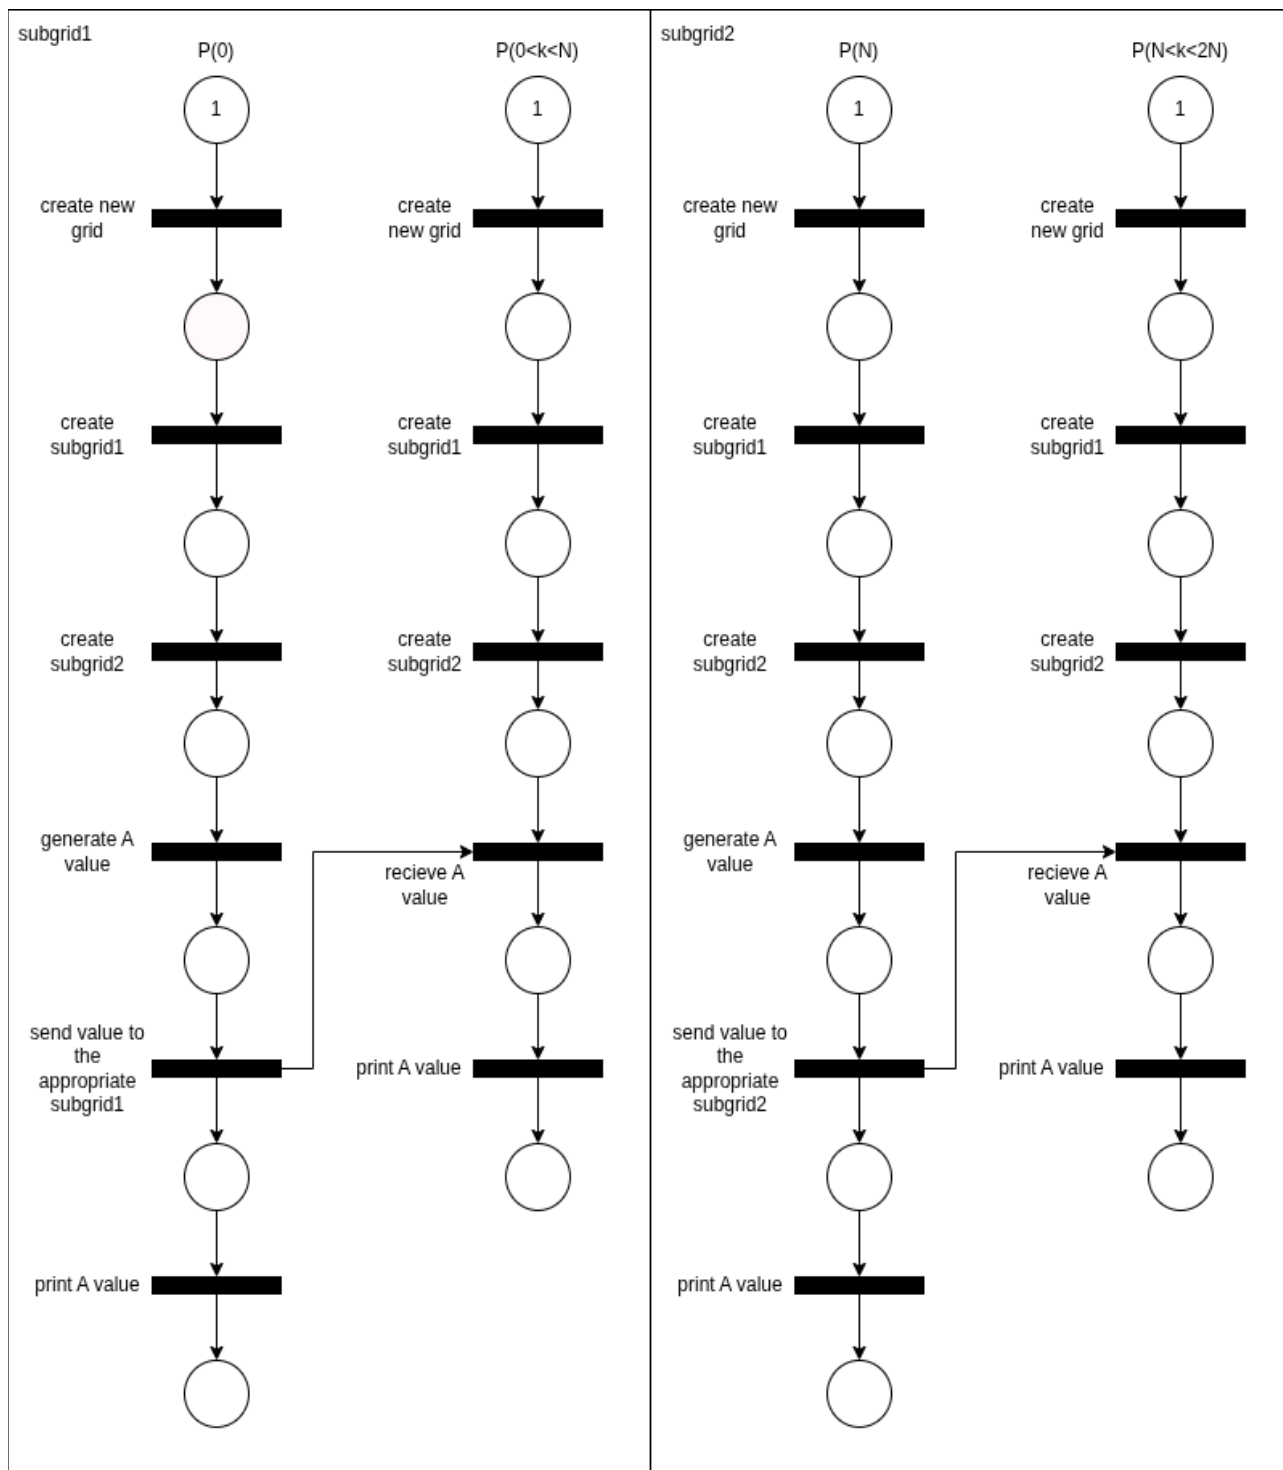 subgrid1
P(0)
P(0<k<N)
1
1
create new
grid
create
new grid
create
subgrid1
create
subgrid1
create
subgrid2
create
subgrid2
generate A
value
recieve A
value
send value to
the
appropriate
subgrid1
print A value
print A value
subgrid2
P(N)
P(N<k<2N)
1
1
create new
grid
create
new grid
create
subgrid1
create
subgrid1
create
subgrid2
create
subgrid2
generate A
value
recieve A
value
send value to
the
appropriate
subgrid2
print A value
print A value